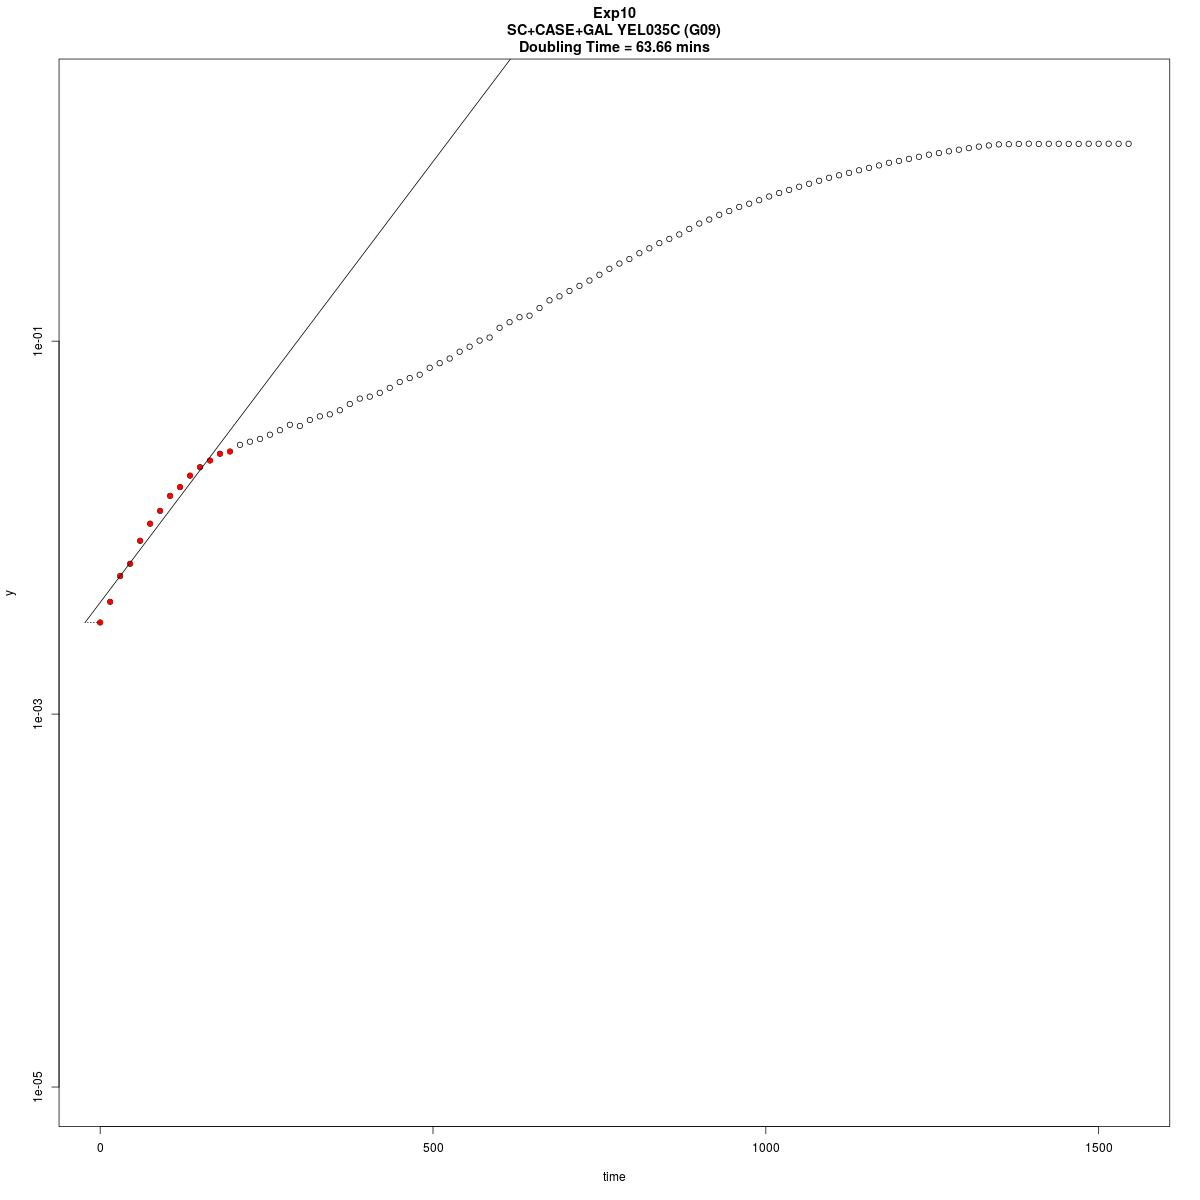 Exp10
SC+CASE+GAL YEL035C (G09)
Doubling Time = 63.66 mins
1e-01
1e-03
1e-05
y
0
500
1000
1500
time